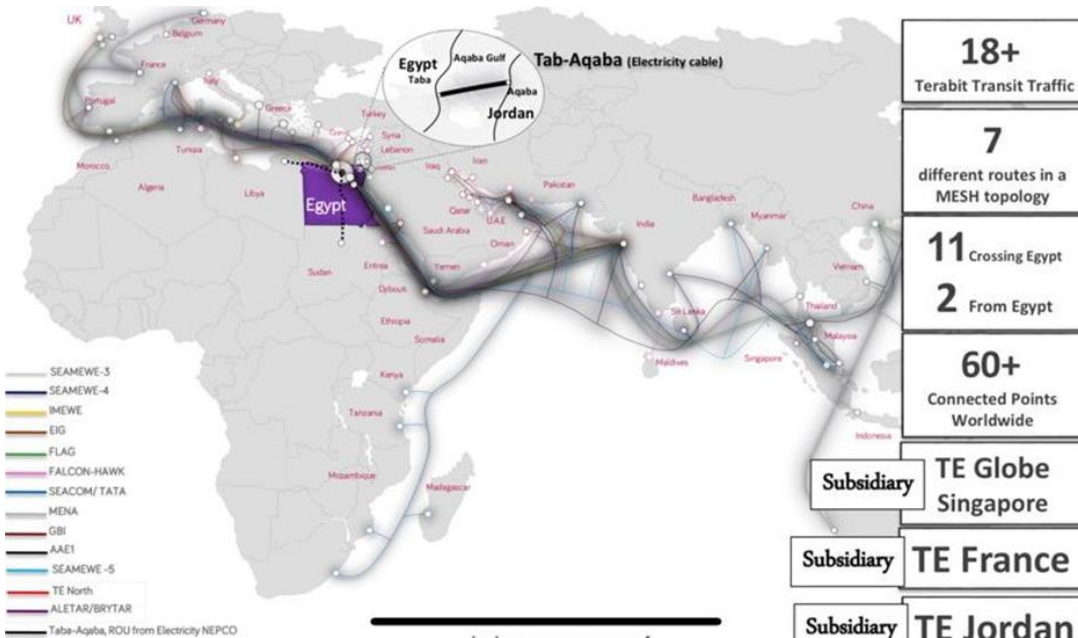 UK
Germany
Belgium
France
Italy
Portugal
Greece
Turkey
Syria
Lebanon
Morocco
Tunisia
Algeria
Libya
Egypt
Iraq
Iran
Qatar
U.A.E
Pakistan
Saudi Arabia
Oman
Yemen
Sudan
Eritrea
Djibouti
Ethiopia
Somalia
Kenya
Tanzania
Mozambique
Madagascar
India
Bangladesh
Myanmar
China
Vietnam
Thailand
Sri Lanka
Maldives
Malaysia
Singapore
Indonesia
Egypt
Taba
Aqaba Gulf
Aqaba
Jordan
Tab-Aqaba (Electricity cable)
18+
Terabit Transit Traffic
7
different routes in a
MESH topology
11 Crossing Egypt
2 From Egypt
60+
Connected Points
Worldwide
Subsidiary
TE Globe
Singapore
Subsidiary
TE France
Subsidiary
TE Jordan
SEAMEWE-3
SEAMEWE-4
IMEWE
EIG
FLAG
FALCON-HAWK
SEACOM/ TATA
MENA
GBI
AAE1
SEAMEWE -5
TE North
ALETAR/BRYTAR
Taba-Aqaba, ROU from Electricity NEPCO